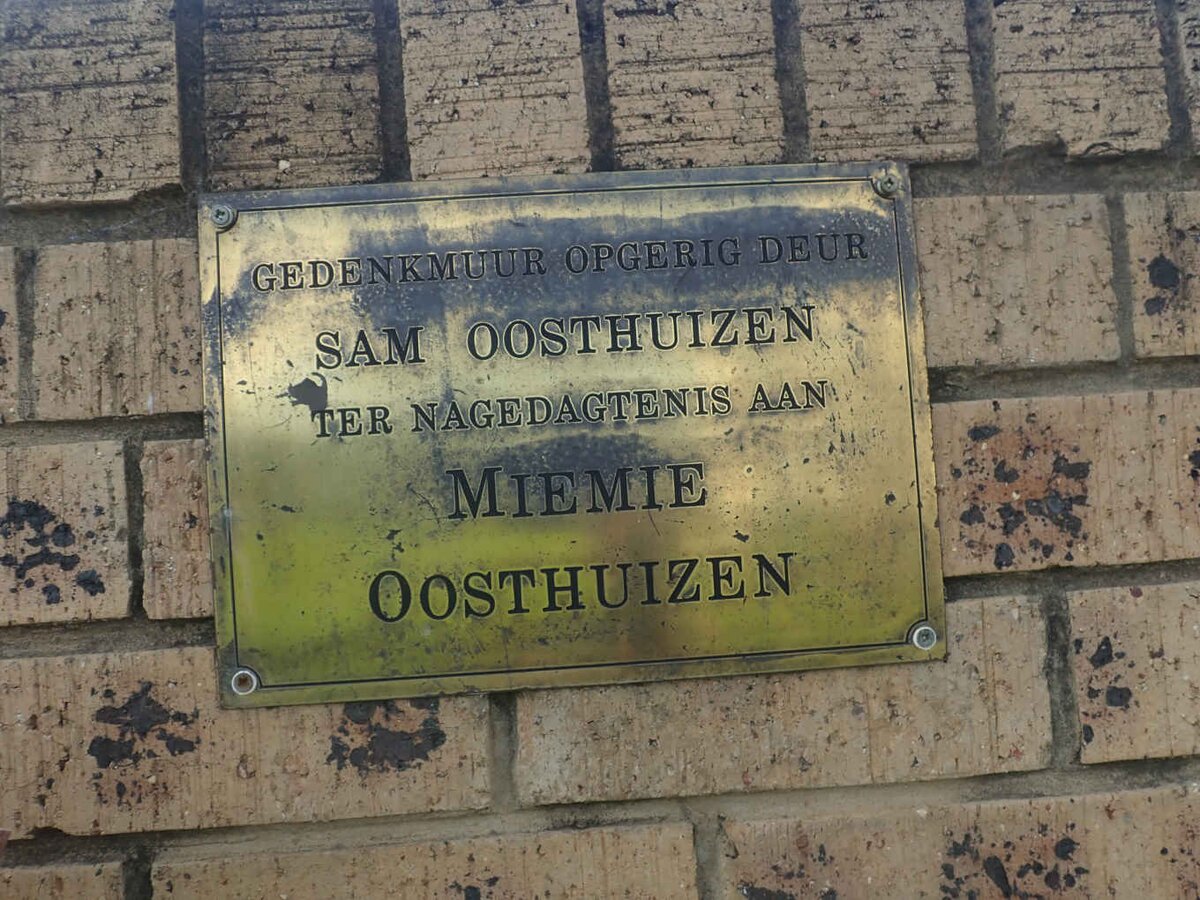 GEDENKMUUR OPGERIG DEUR
SAM OOSTHUIZEN
TER NAGEDAGTENIS AAN
MIEMIE
OOSTHUIZEN